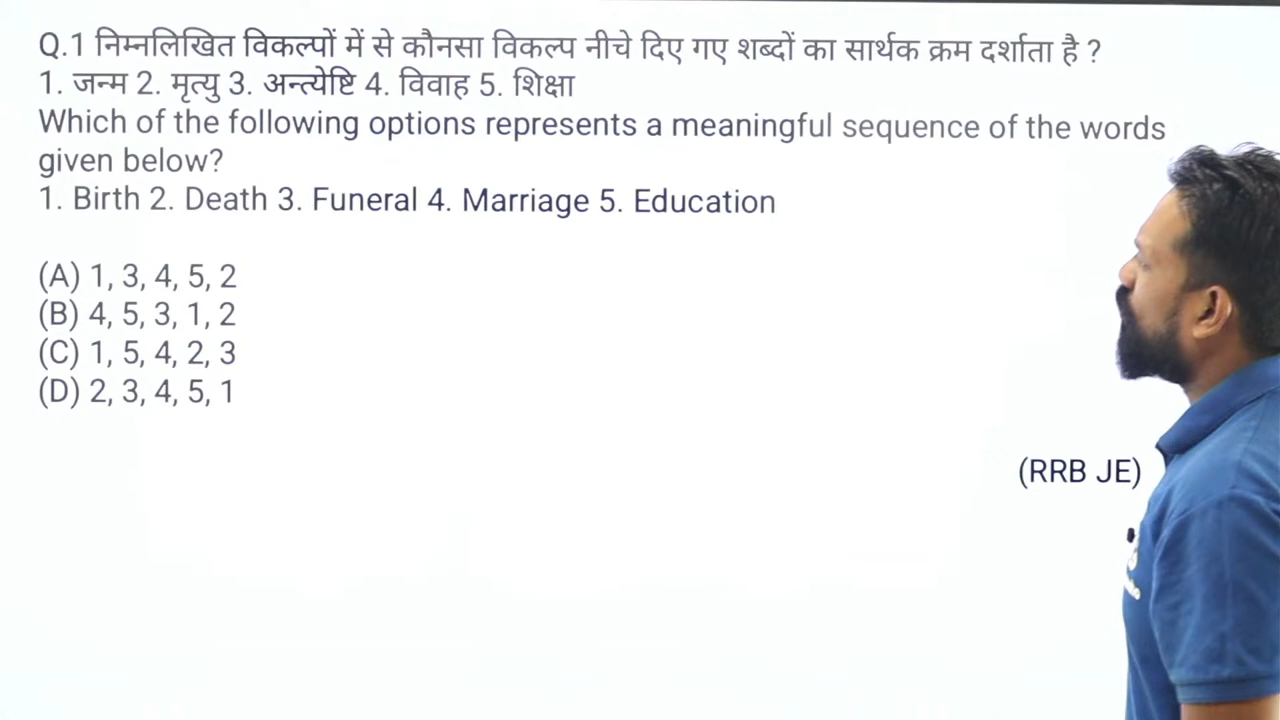 Q.1 निम्नलिखित विकल्पों में से कौनसा विकल्प नीचे दिए गए शब्दों का सार्थक क्रम दर्शाता है ?
1. जन्म 2. मृत्यु 3. अन्त्येष्टि 4. विवाह 5. शिक्षा
Which of the following options represents a meaningful sequence of the words
given below?
1. Birth 2. Death 3. Funeral 4. Marriage 5. Education
(A) 1, 3, 4, 5, 2
(B) 4, 5, 3, 1, 2
(C) 1, 5, 4, 2, 3
(D) 2, 3, 4, 5, 1
(RRB JE)